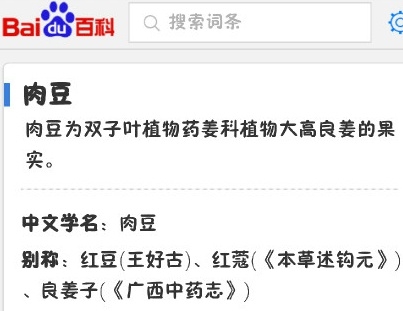 Bai du 百科
搜索词条
肉豆
肉豆为双子叶植物药姜科植物大高良姜的果
实。
中文学名：肉豆
别称：红豆(王好古)、红蔻(《本草述钩元》)
、良姜子(《广西中药志》)